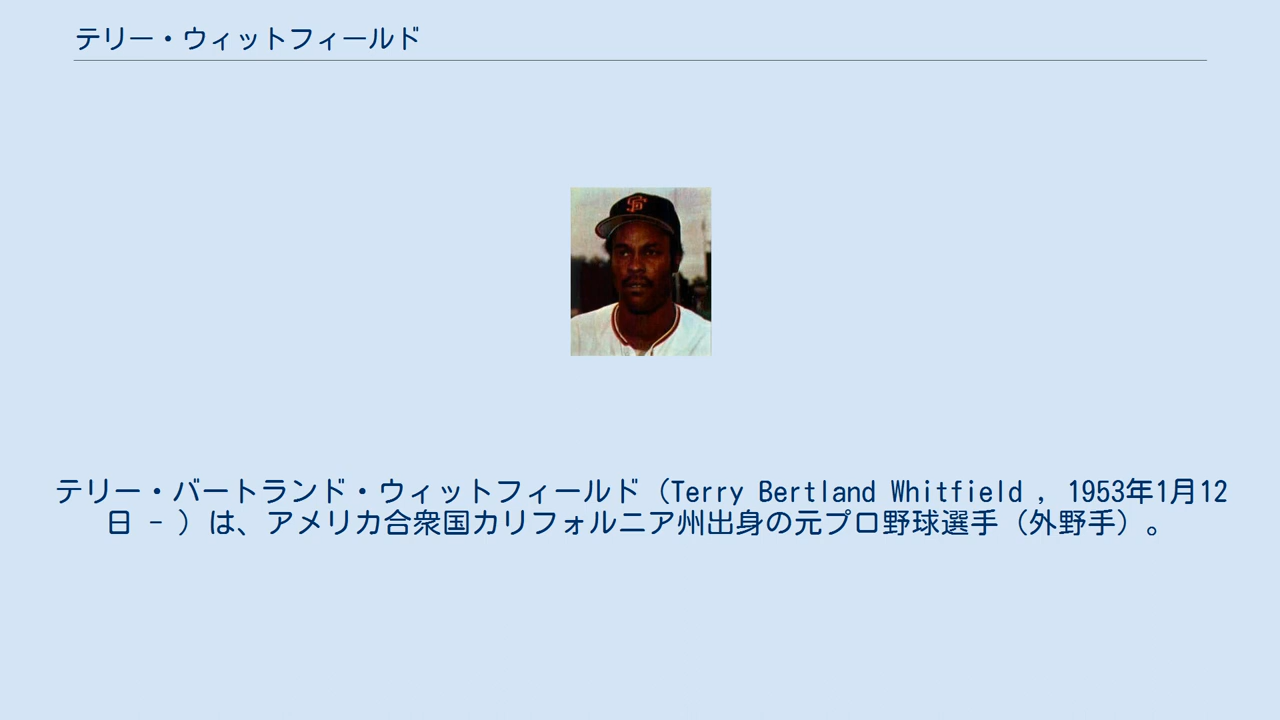 テリー・ウィットフィールド
SF
テリー・バートランド・ウィットフィールド（Terry Bertland Whitfield , 1953年1月12
日 - ）は、アメリカ合衆国カリフォルニア州出身の元プロ野球選手（外野手）。